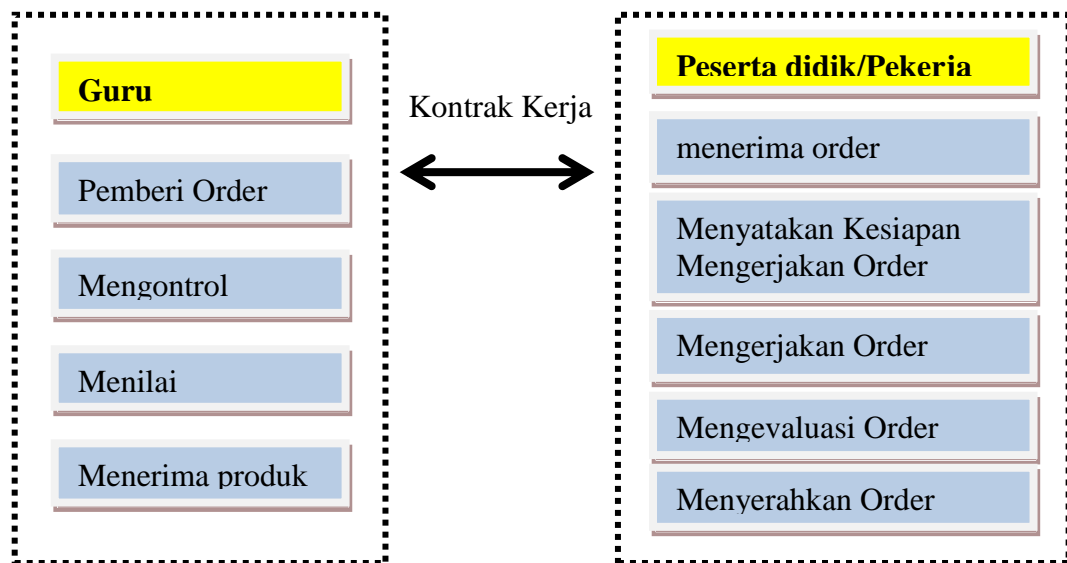 Guru
Pemberi Order
Mengontrol
Menilai
Menerima produk
Kontrak Kerja
Peserta didik/Pekerja
menerima order
Menyatakan Kesiapan
Mengerjakan Order
Mengerjakan Order
Mengevaluasi Order
Menyerahkan Order